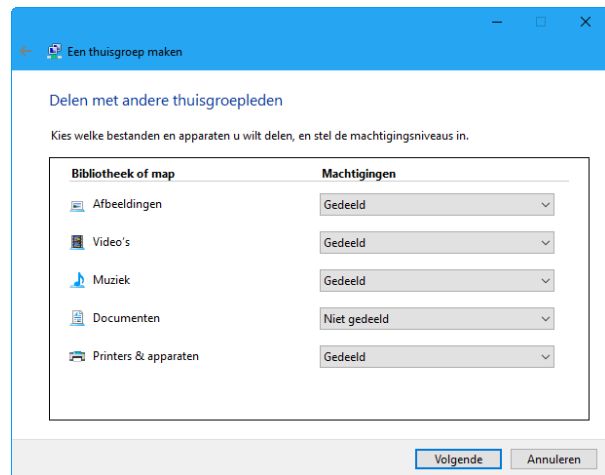 Een thuisgroep maken
Delen met andere thuisgroepleden
Kies welke bestanden en apparaten u wilt delen, en stel de machtigingsniveaus in.
Bibliotheek of map Machtigingen
Afbeeldingen Gedeeld
Video's Gedeeld
Muziek Gedeeld
Documenten Niet gedeeld
Printers & apparaten Gedeeld
Volgende Annuleren